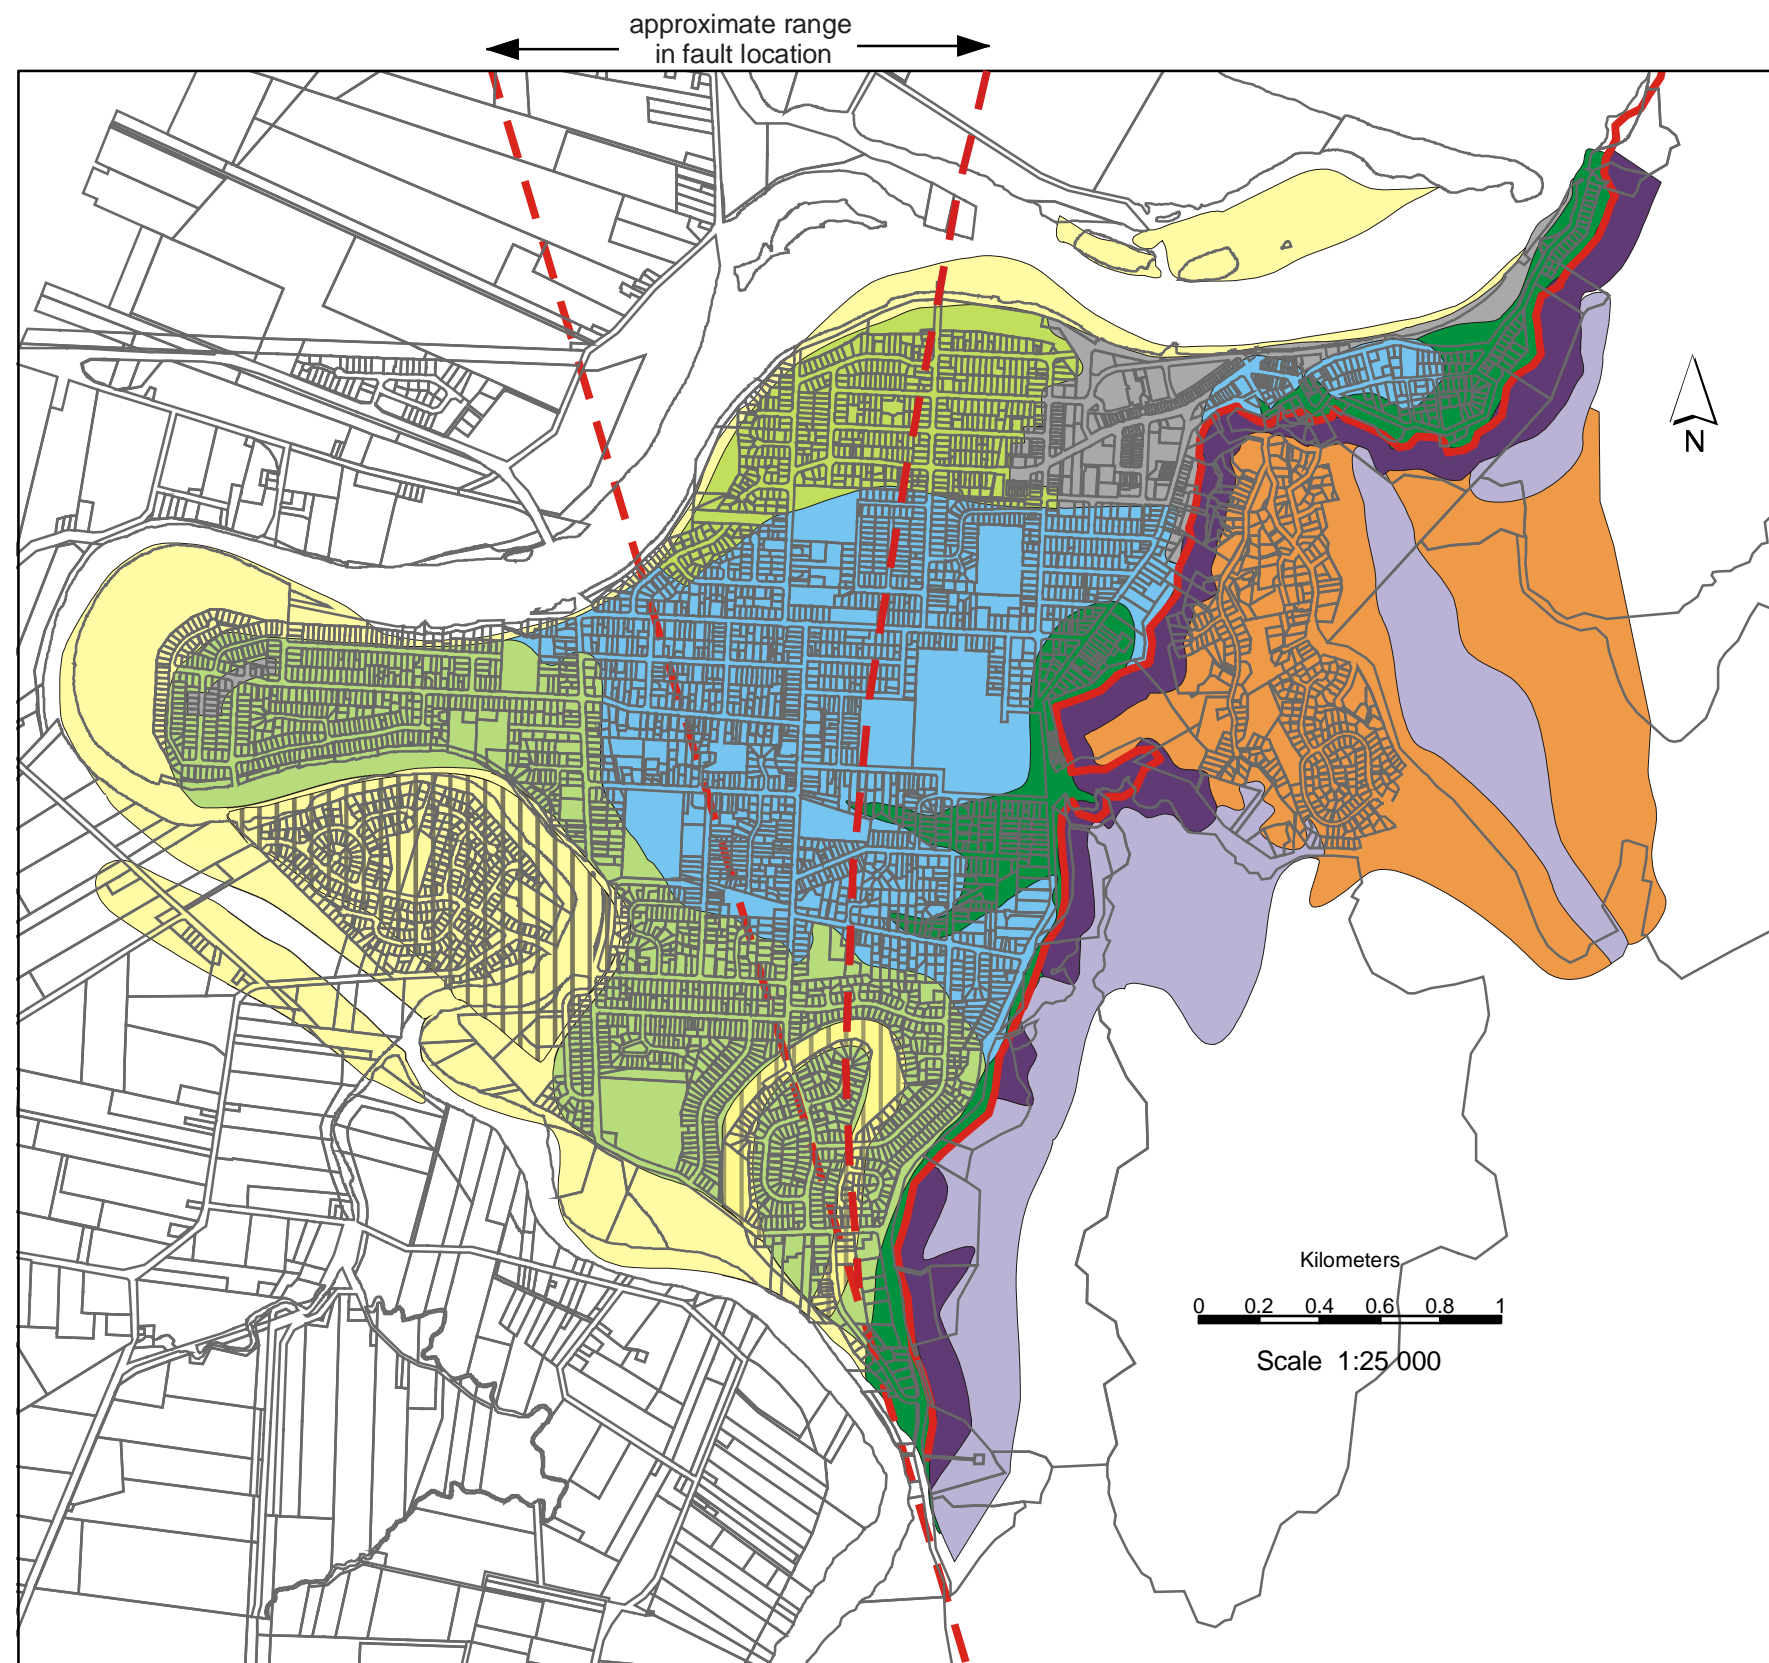 approximate range
in fault location
N
Kilometers
0 0.2 0.4 0.6 0.8 1
Scale 1:25 000